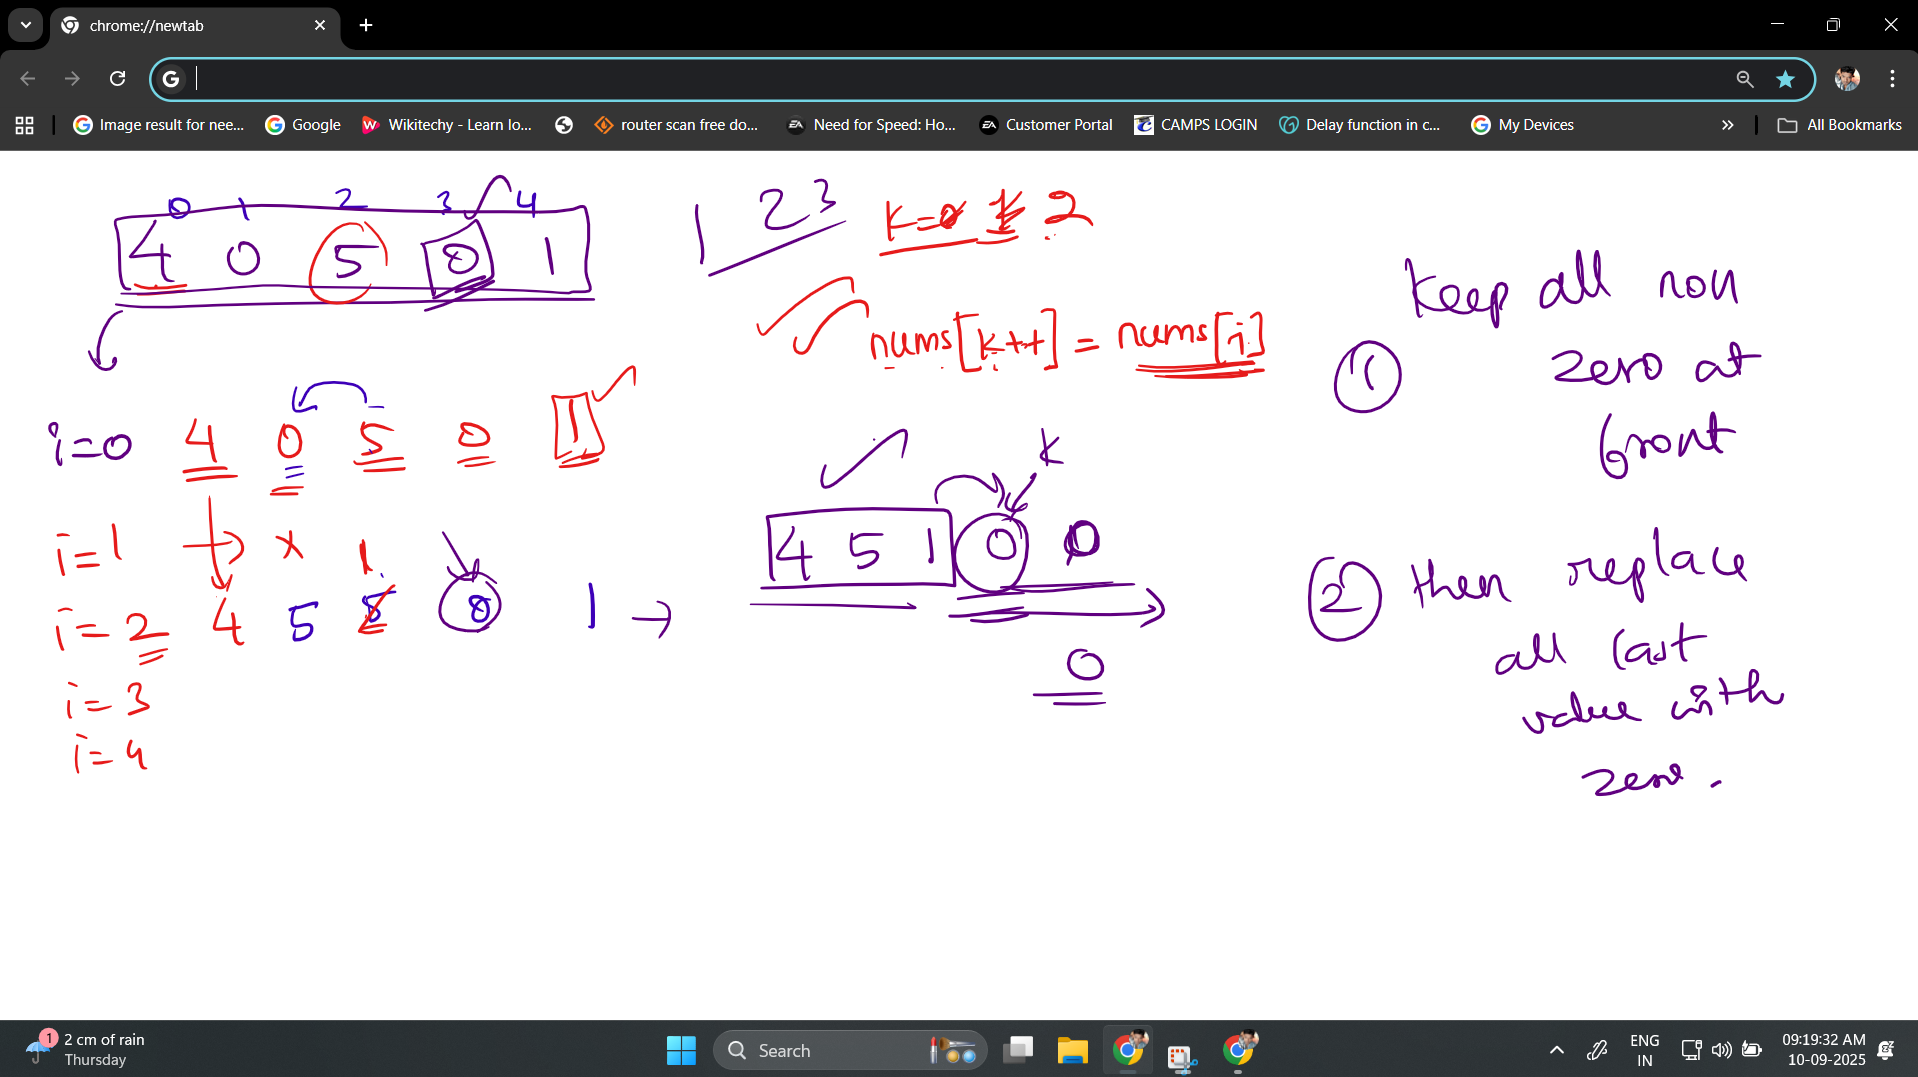 chrome://newtab
Image result for nee...
Google
Wikitechy - Learn lo...
router scan free do...
Need for Speed: Ho...
Customer Portal
CAMPS LOGIN
Delay function in c...
My Devices
All Bookmarks
0 1 2 3 4
4 0 5 0 1
1 2 3
k=0 1 2
nums[k++] = nums[i]
i=0 4 0 5 0 1
i=1 → x 1
i=2 4 5 5 0 1 →
i=3
i=4
k
4 5 1 0 0
0
1
keep all non
zero at
front
2 then replace
all last
value with
zero.
1
2 cm of rain
Thursday
Search
ENG
IN
09:19:32 AM
10-09-2025